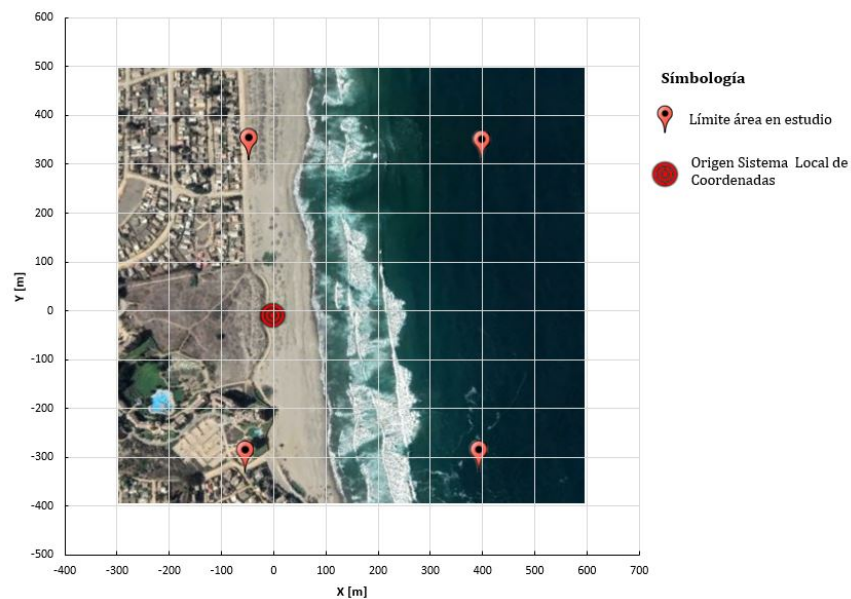 600
500
400
300
200
100
0
-100
-200
-300
-400
-500
Y [m]
-400 -300 -200 -100 0 100 200 300 400 500 600 700
X [m]
Símbología
Límite área en estudio
Origen Sistema Local de
Coordenadas